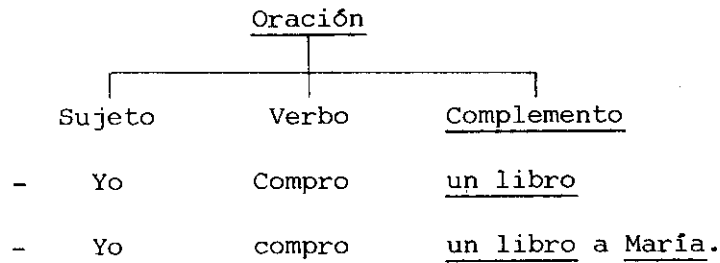 Oración
Sujeto Verbo Complemento
- Yo Compro un libro
- Yo compro un libro a María.